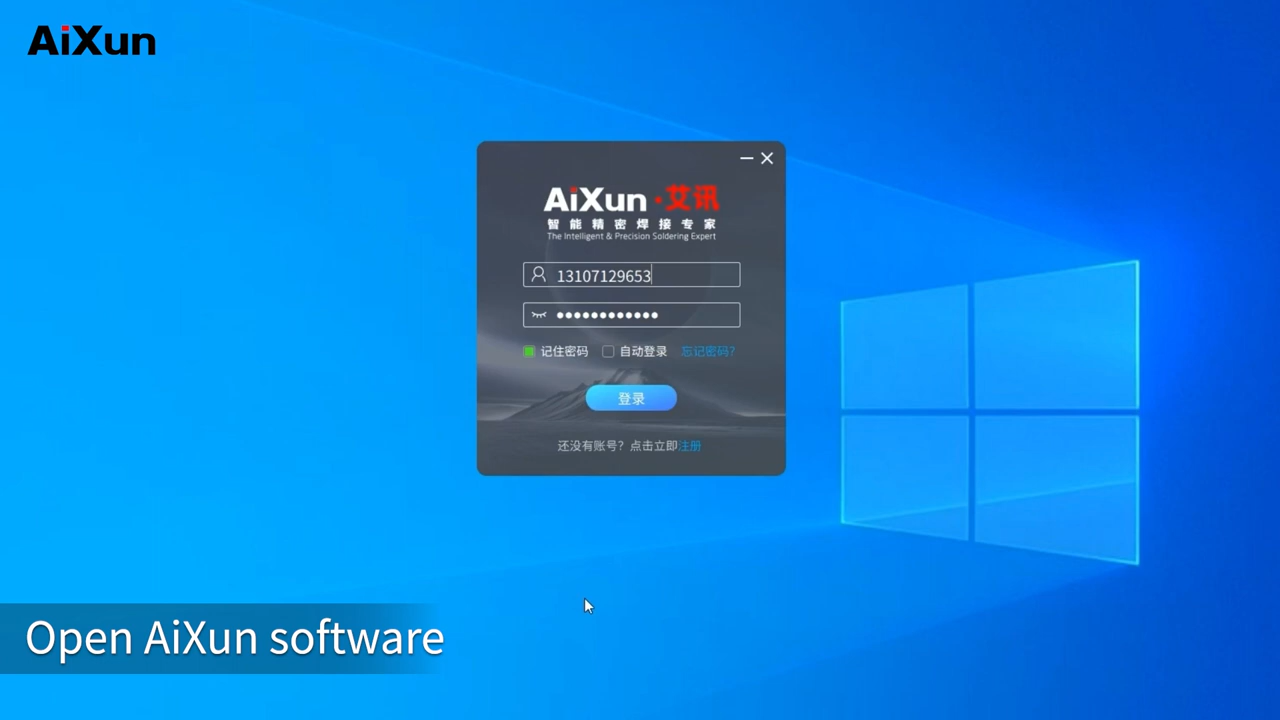 AiXun
AiXun·艾讯
智能精密焊接专家
The Intelligent & Precision Soldering Expert
13107129653
记住密码 自动登录 忘记密码?
登录
还没有账号? 点击立即注册
Open AiXun software